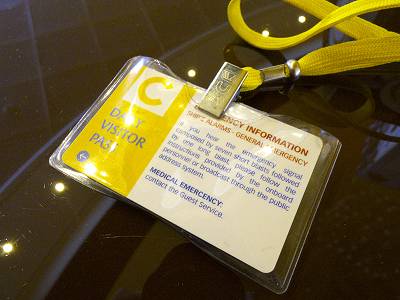 C
DAILY
VISITOR
PASS
EMERGENCY INFORMATION
SHIP'S ALARMS - GENERAL EMERGENCY
If you hear the emergency signal
composed by seven short blasts followed
by one long blast, please follow the
instructions provided by the onboard
personnel or broadcast through the public
address system.
MEDICAL EMERGENCY:
contact the Guest service.